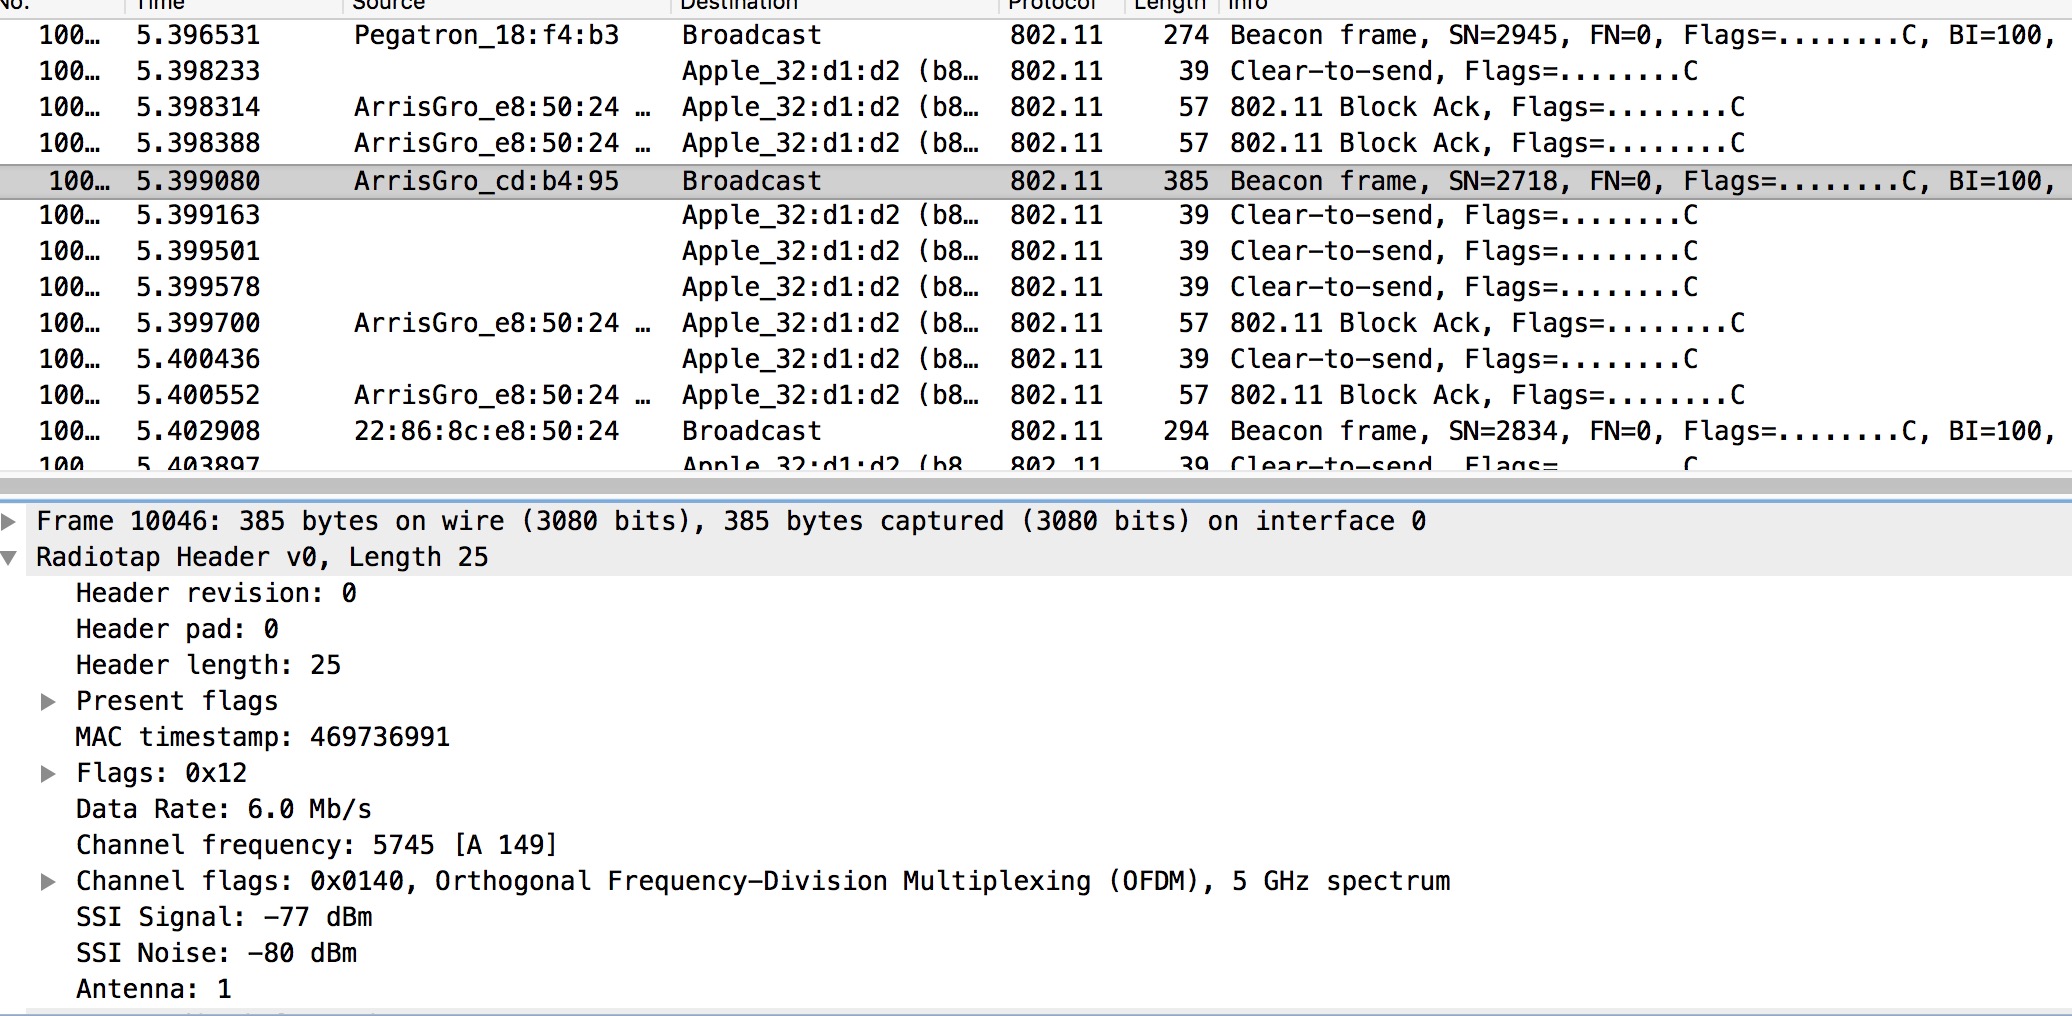 No. Time Source Destination Protocol Length Info
100… 5.396531 Pegatron_18:f4:b3 Broadcast 802.11 274 Beacon frame, SN=2945, FN=0, Flags=........C, BI=100,
100… 5.398233 Apple_32:d1:d2 (b8… 802.11 39 Clear-to-send, Flags=........C
100… 5.398314 ArrisGro_e8:50:24 … Apple_32:d1:d2 (b8… 802.11 57 802.11 Block Ack, Flags=........C
100… 5.398388 ArrisGro_e8:50:24 … Apple_32:d1:d2 (b8… 802.11 57 802.11 Block Ack, Flags=........C
100… 5.399080 ArrisGro_cd:b4:95 Broadcast 802.11 385 Beacon frame, SN=2718, FN=0, Flags=........C, BI=100,
100… 5.399163 Apple_32:d1:d2 (b8… 802.11 39 Clear-to-send, Flags=........C
100… 5.399501 Apple_32:d1:d2 (b8… 802.11 39 Clear-to-send, Flags=........C
100… 5.399578 Apple_32:d1:d2 (b8… 802.11 39 Clear-to-send, Flags=........C
100… 5.399700 ArrisGro_e8:50:24 … Apple_32:d1:d2 (b8… 802.11 57 802.11 Block Ack, Flags=........C
100… 5.400436 Apple_32:d1:d2 (b8… 802.11 39 Clear-to-send, Flags=........C
100… 5.400552 ArrisGro_e8:50:24 … Apple_32:d1:d2 (b8… 802.11 57 802.11 Block Ack, Flags=........C
100… 5.402908 22:86:8c:e8:50:24 Broadcast 802.11 294 Beacon frame, SN=2834, FN=0, Flags=........C, BI=100,
100 5.403897 Apple_32:d1:d2 (b8 802.11 39 Clear-to-send, Flags= C
Frame 10046: 385 bytes on wire (3080 bits), 385 bytes captured (3080 bits) on interface 0
Radiotap Header v0, Length 25
Header revision: 0
Header pad: 0
Header length: 25
Present flags
MAC timestamp: 469736991
Flags: 0x12
Data Rate: 6.0 Mb/s
Channel frequency: 5745 [A 149]
Channel flags: 0x0140, Orthogonal Frequency-Division Multiplexing (OFDM), 5 GHz spectrum
SSI Signal: -77 dBm
SSI Noise: -80 dBm
Antenna: 1